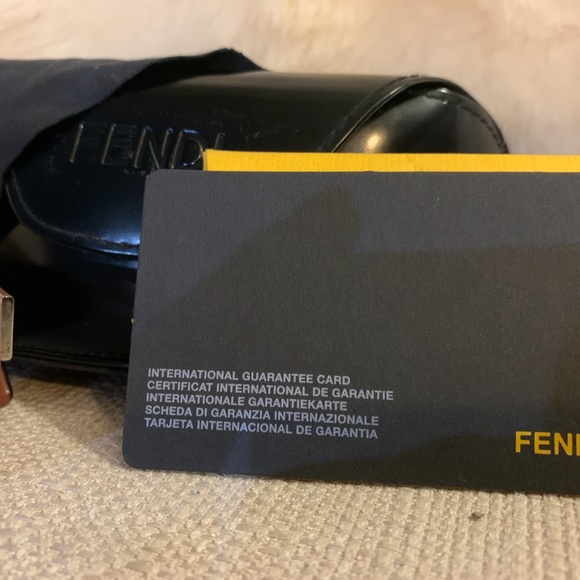 FENDI
INTERNATIONAL GUARANTEE CARD
CERTIFICAT INTERNATIONAL DE GARANTIE
INTERNATIONALE GARANTIEKARTE
SCHEDA DI GARANZIA INTERNAZIONALE
TARJETA INTERNACIONAL DE GARANTIA
FEND